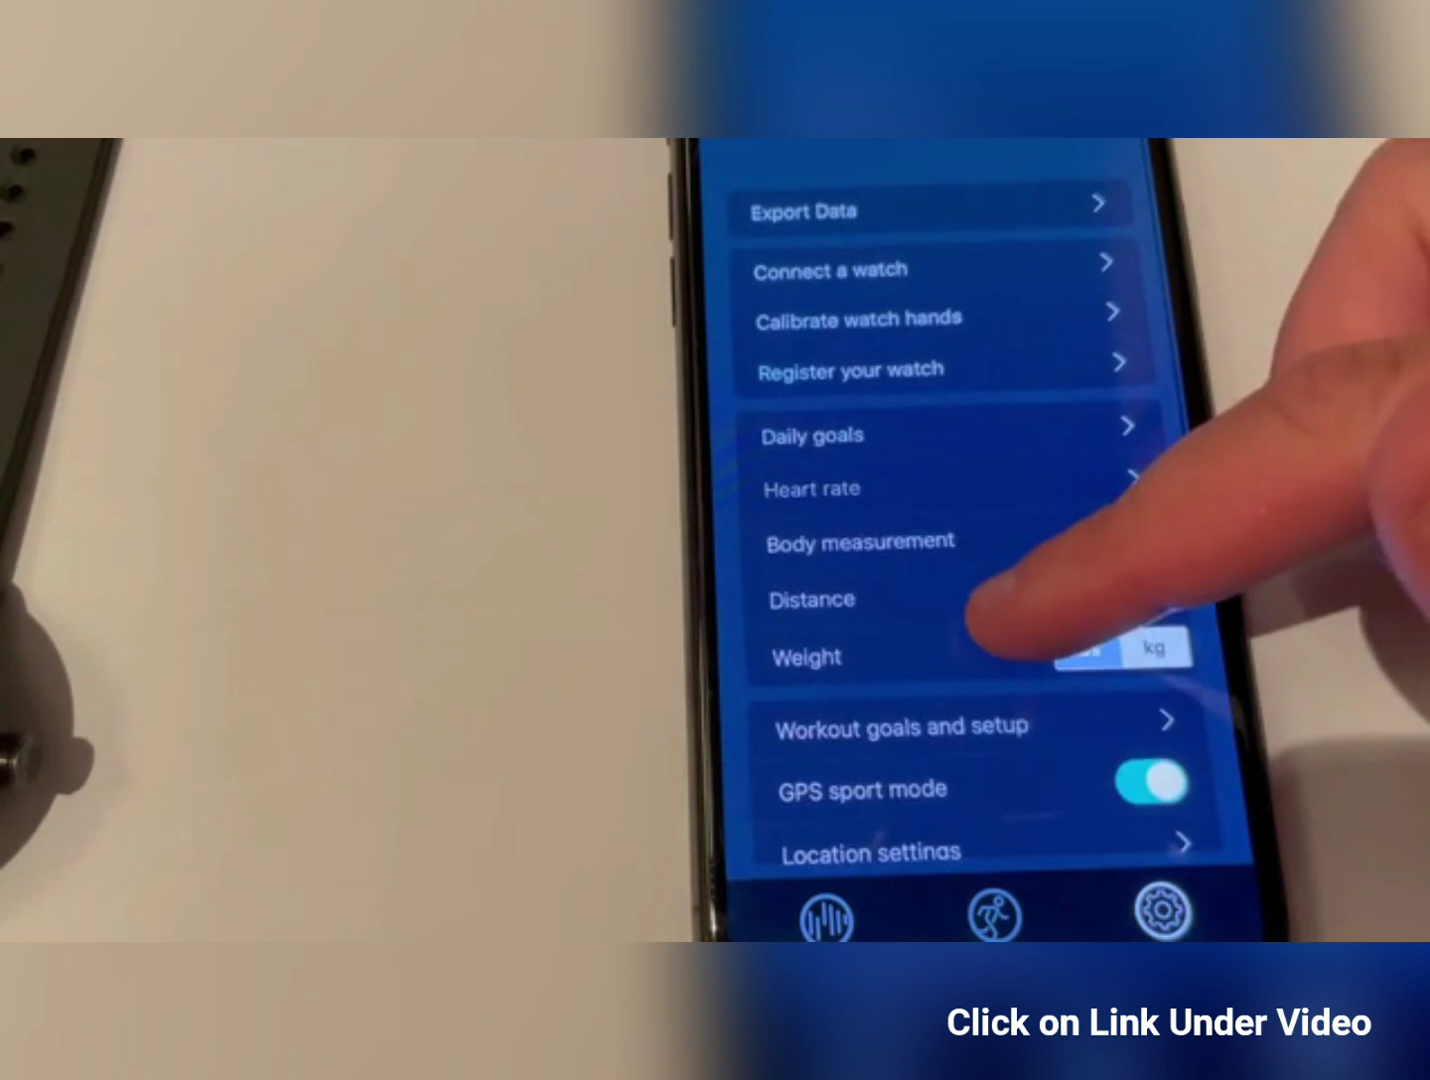 Export Data
Connect a watch
Calibrate watch hands
Register your watch
Daily goals
Heart rate
Body measurement
Distance
Weight
kg
Workout goals and setup
GPS sport mode
Location settings
Click on Link Under Video